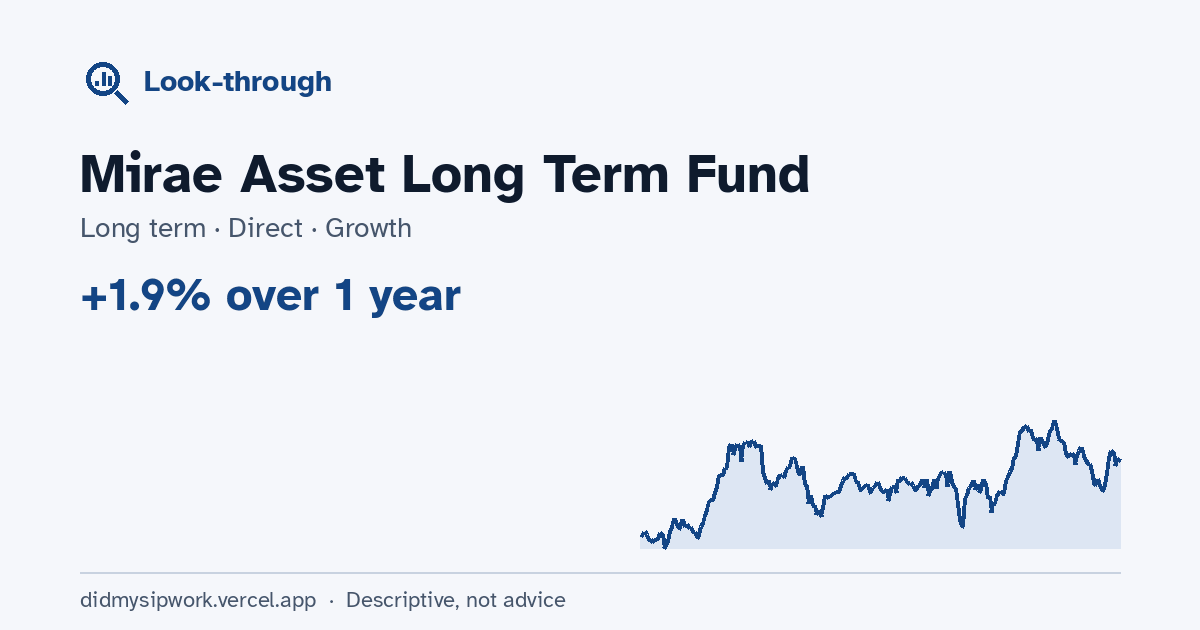 Look-through
Mirae Asset Long Term Fund
Long term · Direct · Growth
+1.9% over 1 year
didmysipwork.vercel.app · Descriptive, not advice